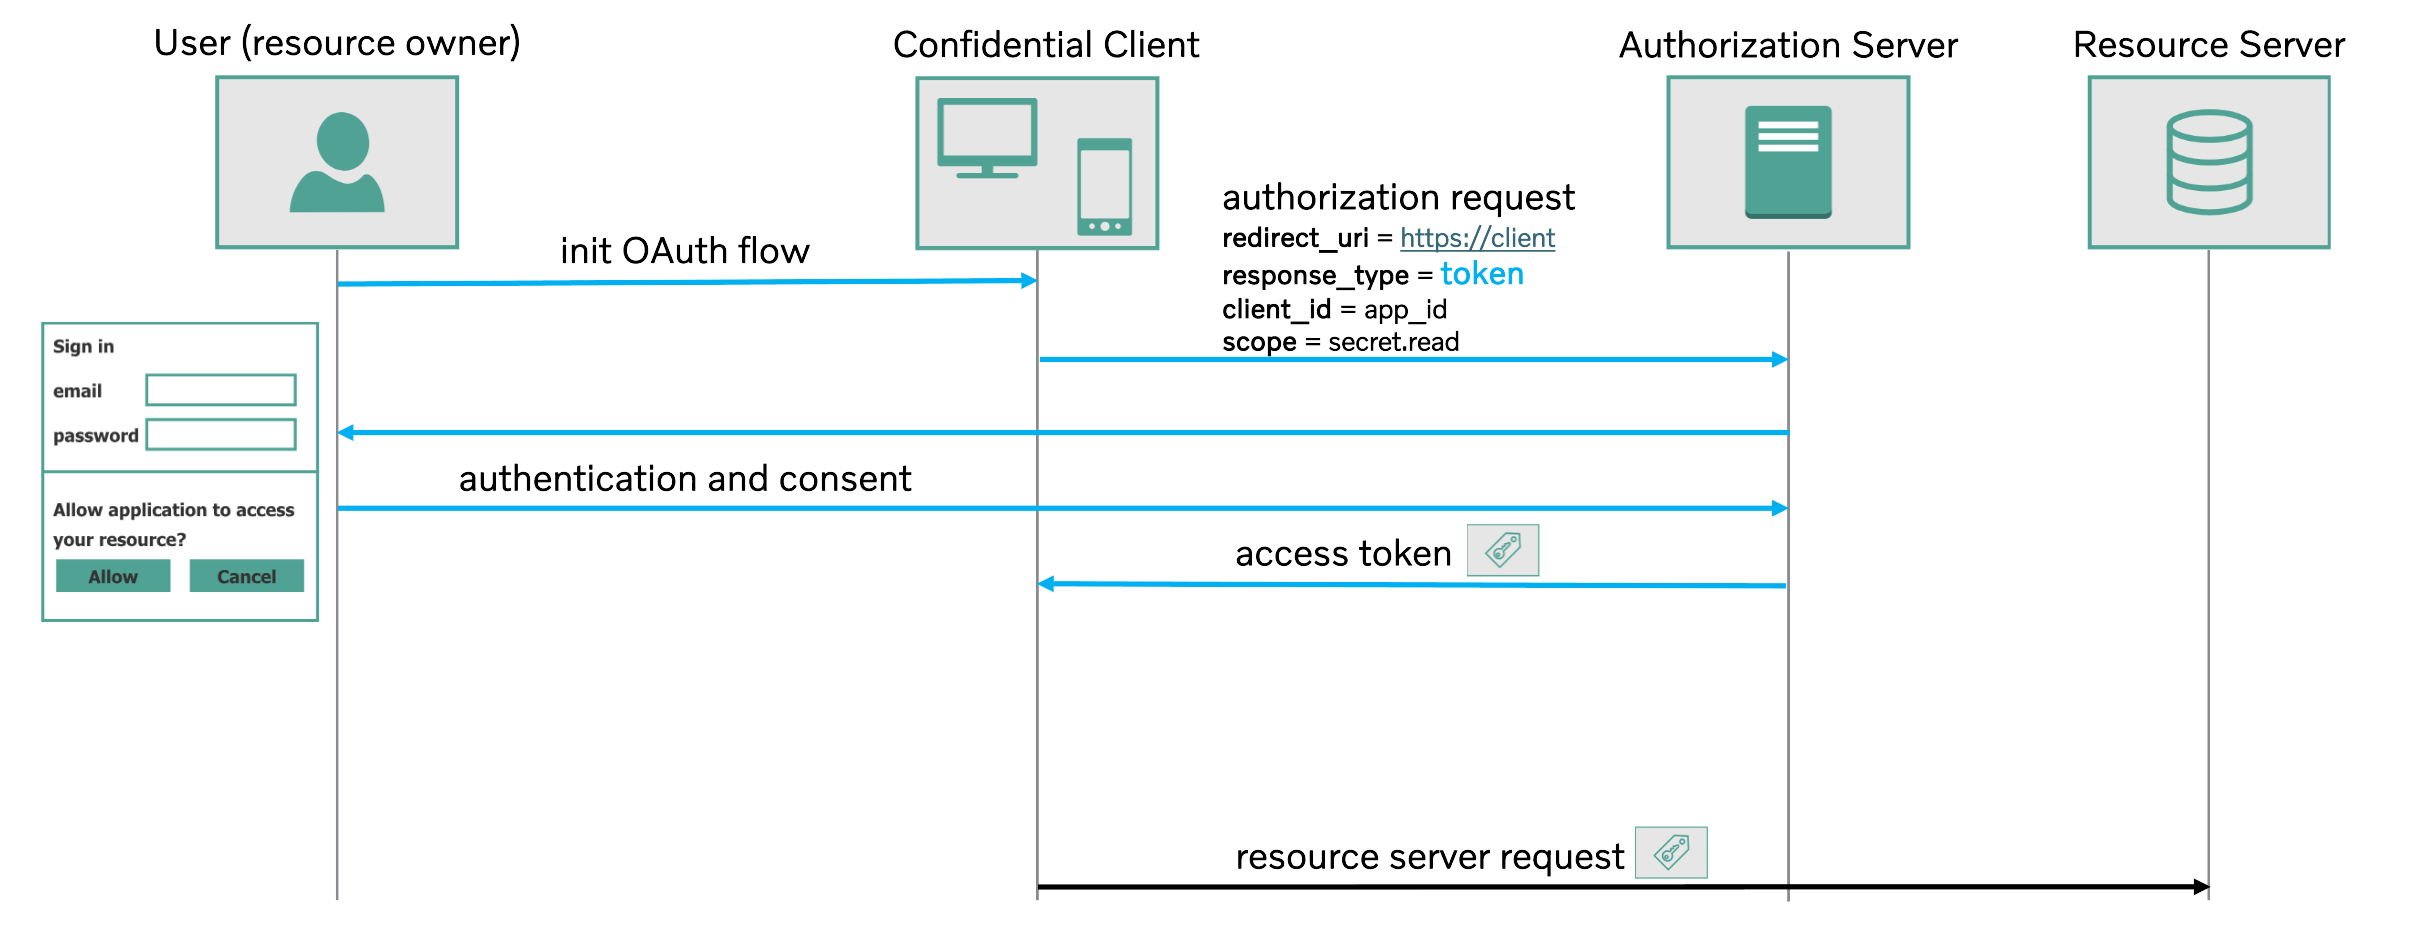 User (resource owner)
Confidential Client
Authorization Server
Resource Server
init OAuth flow
authorization request
redirect_uri = https://client
response_type = token
client_id = app_id
scope = secret.read
Sign in
email
password
authentication and consent
Allow application to access
your resource?
Allow
Cancel
access token
resource server request